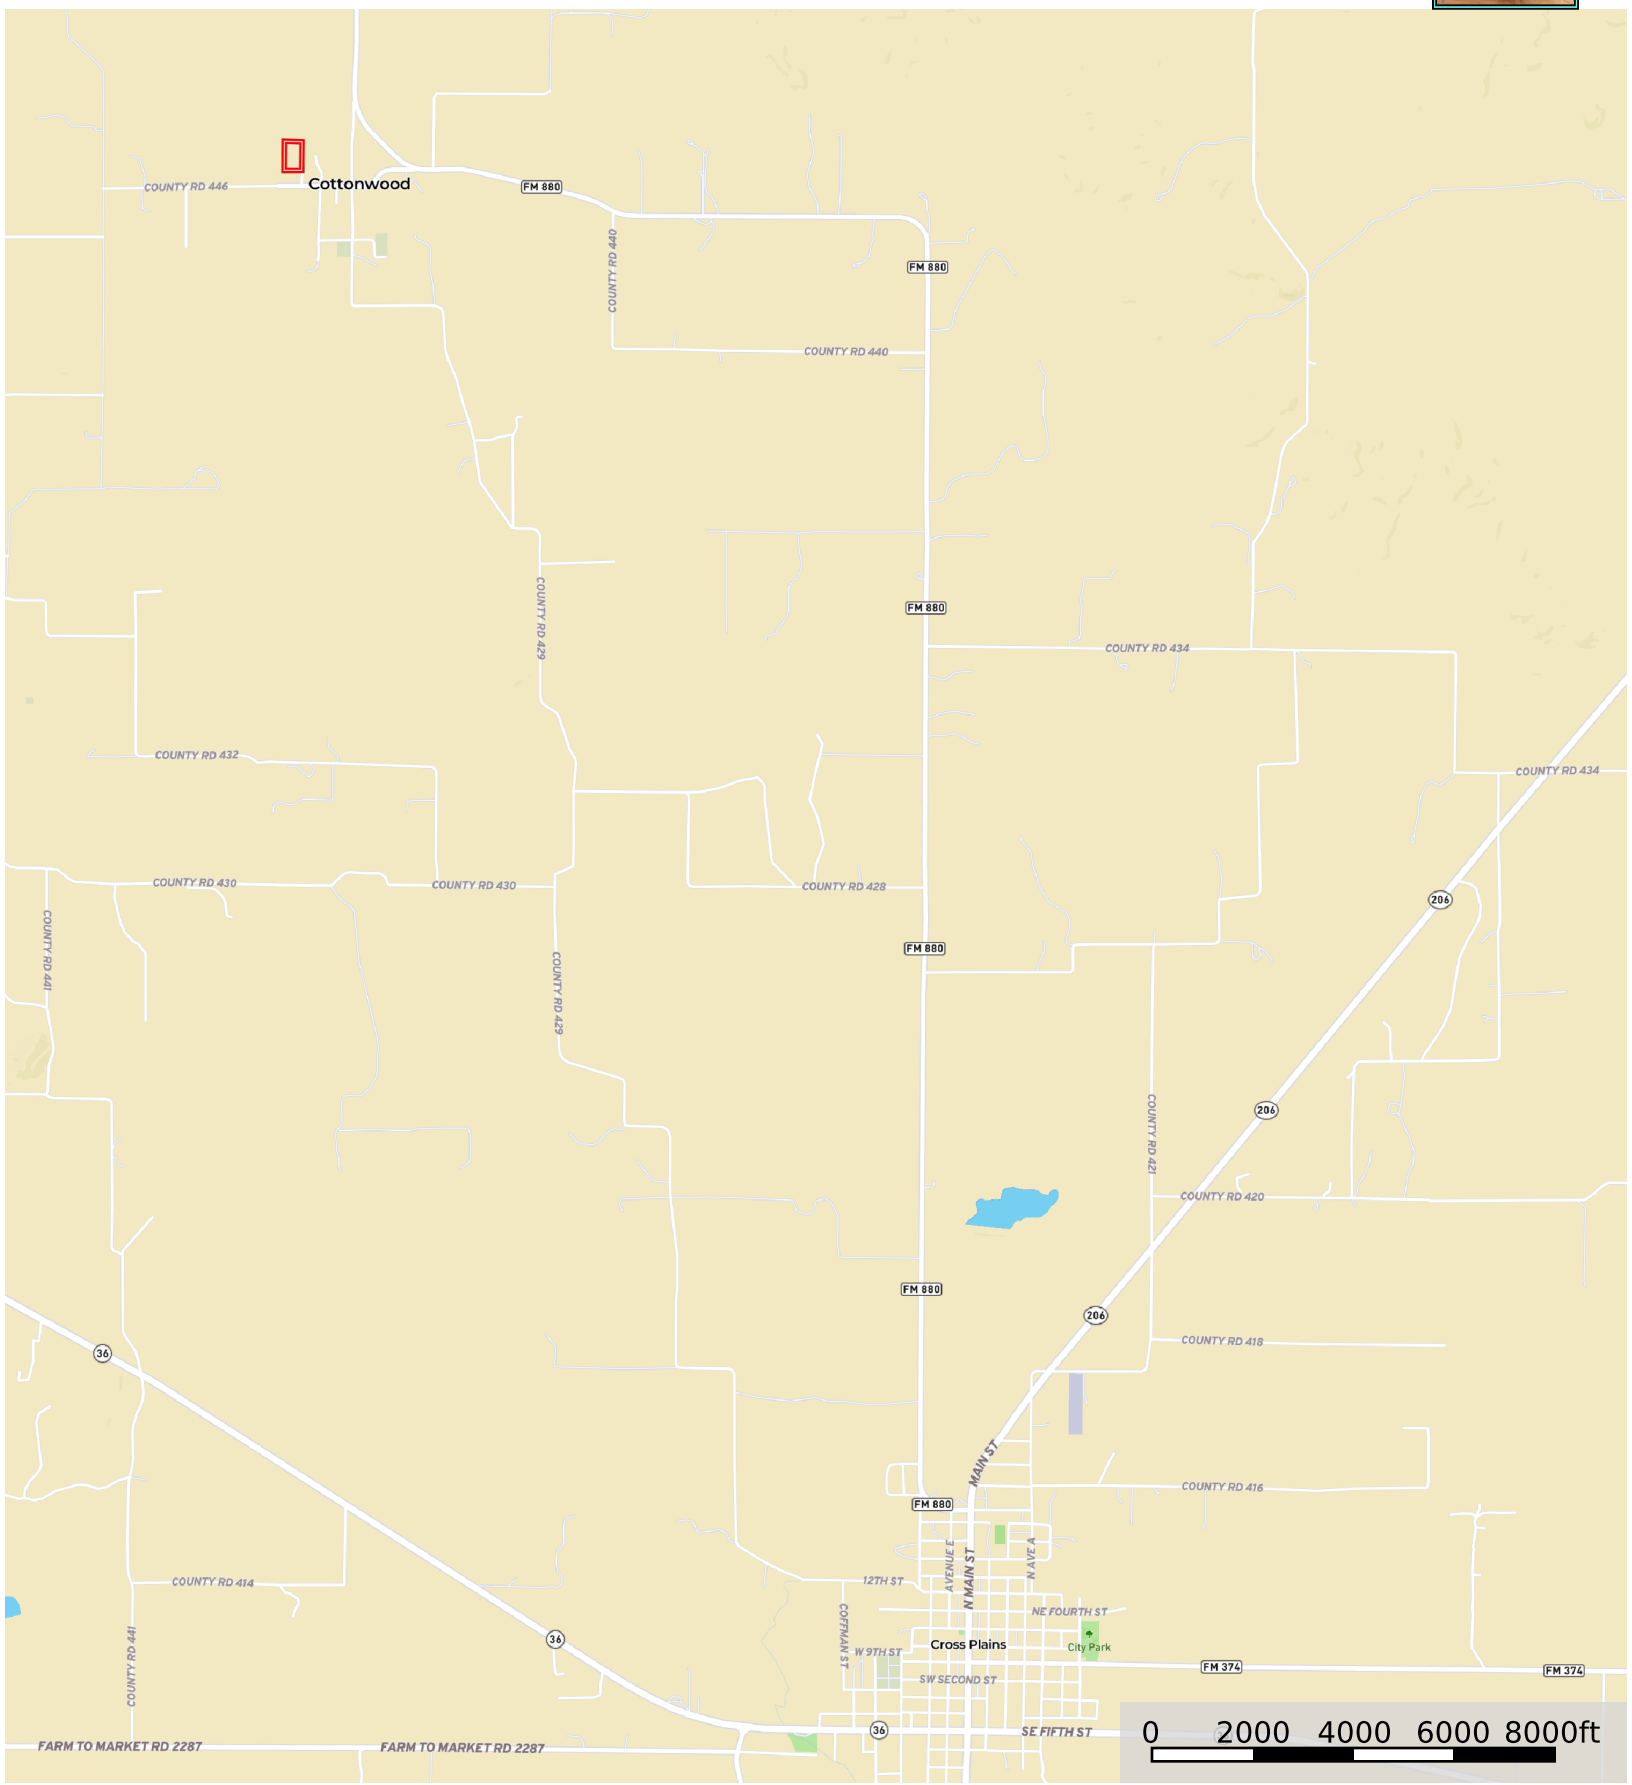 COUNTY RD 446
Cottonwood
FM 880
COUNTY RD 440
FM 880
COUNTY RD 440
COUNTY RD 429
FM 880
COUNTY RD 434
COUNTY RD 432
COUNTY RD 434
COUNTY RD 430
COUNTY RD 430
COUNTY RD 428
206
COUNTY RD 441
FM 880
COUNTY RD 429
206
COUNTY RD 421
COUNTY RD 420
FM 880
206
COUNTY RD 418
36
MAIN ST
COUNTY RD 416
FM 880
AVENUE E
N MAIN ST
N AVE A
COUNTY RD 414
12TH ST
NE FOURTH ST
COFFMAN ST
36
Cross Plains
City Park
W 9TH ST
COUNTY RD 441
FM 374
FM 374
SW SECOND ST
36
SE FIFTH ST
FARM TO MARKET RD 2287
FARM TO MARKET RD 2287
0 2000 4000 6000 8000ft